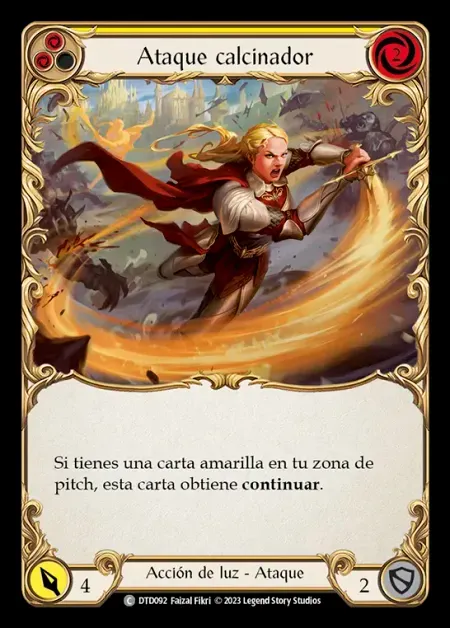 Ataque calcinador
2
Si tienes una carta amarilla en tu zona de
pitch, esta carta obtiene continuar.
4
Acción de luz - Ataque
2
C DTD092 Faizal Fikri © 2023 Legend Story Studios